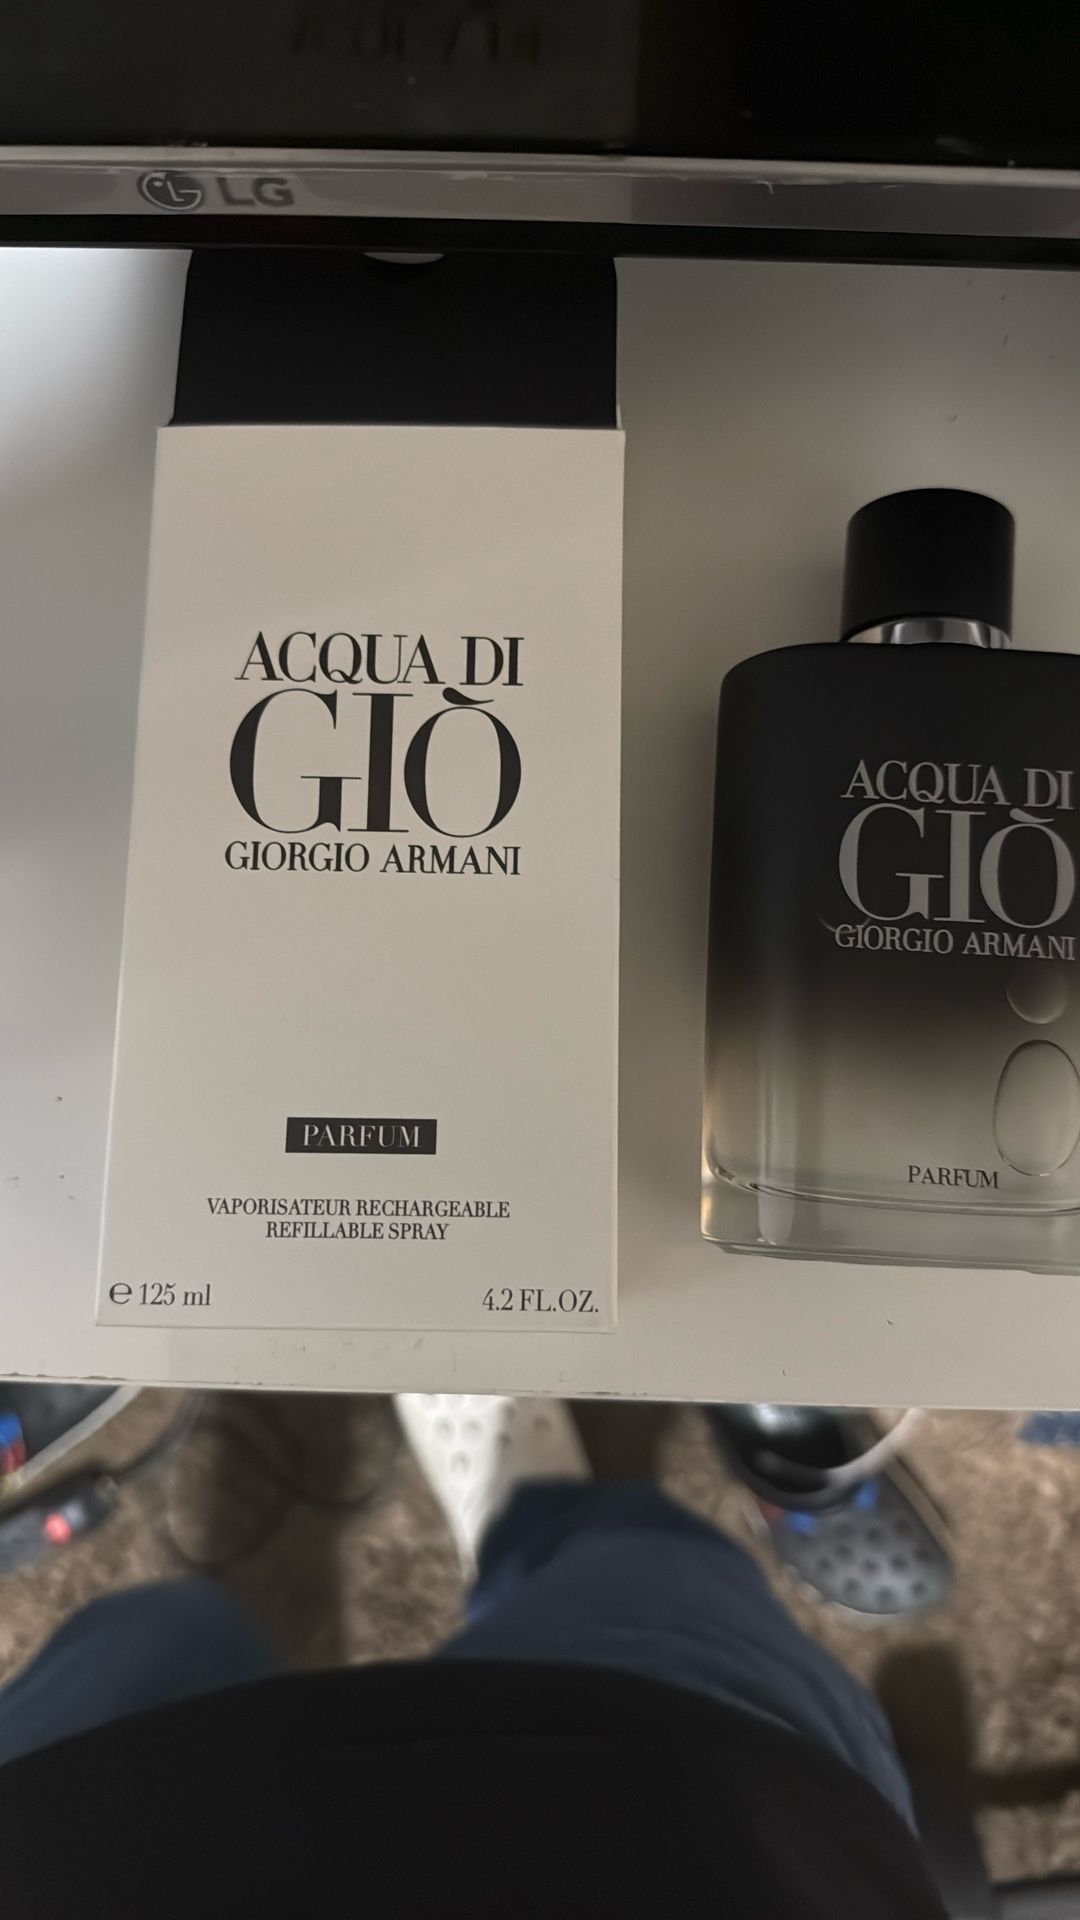 LG
ACQUA DI
GIÒ
GIORGIO ARMANI
PARFUM
VAPORISATEUR RECHARGEABLE
REFILLABLE SPRAY
℮ 125 ml
4.2 FL.OZ.
ACQUA DI
GIÒ
GIORGIO ARMANI
PARFUM